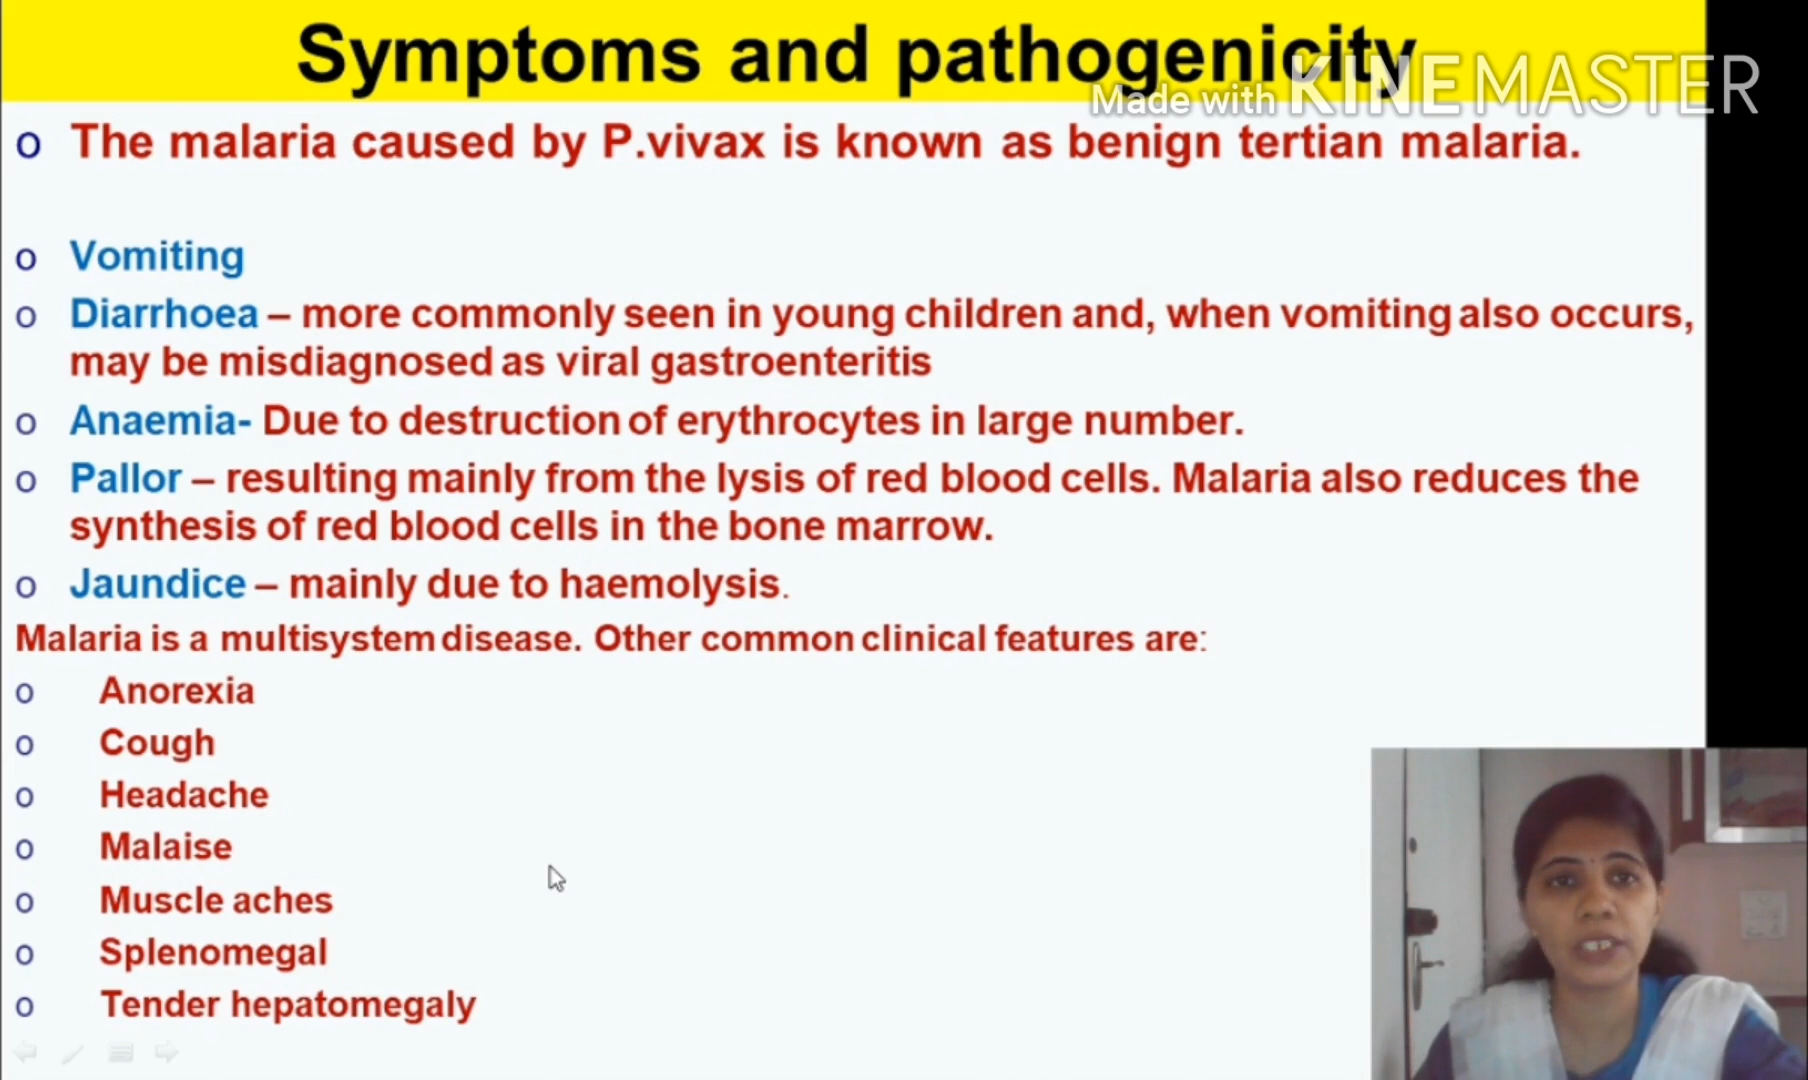 Symptoms and pathogenicity
Made with KINEMASTER
o The malaria caused by P.vivax is known as benign tertian malaria.
o Vomiting
o Diarrhoea – more commonly seen in young children and, when vomiting also occurs,
may be misdiagnosed as viral gastroenteritis
o Anaemia- Due to destruction of erythrocytes in large number.
o Pallor – resulting mainly from the lysis of red blood cells. Malaria also reduces the
synthesis of red blood cells in the bone marrow.
o Jaundice – mainly due to haemolysis.
Malaria is a multisystem disease. Other common clinical features are:
o Anorexia
o Cough
o Headache
o Malaise
o Muscle aches
o Splenomegal
o Tender hepatomegaly